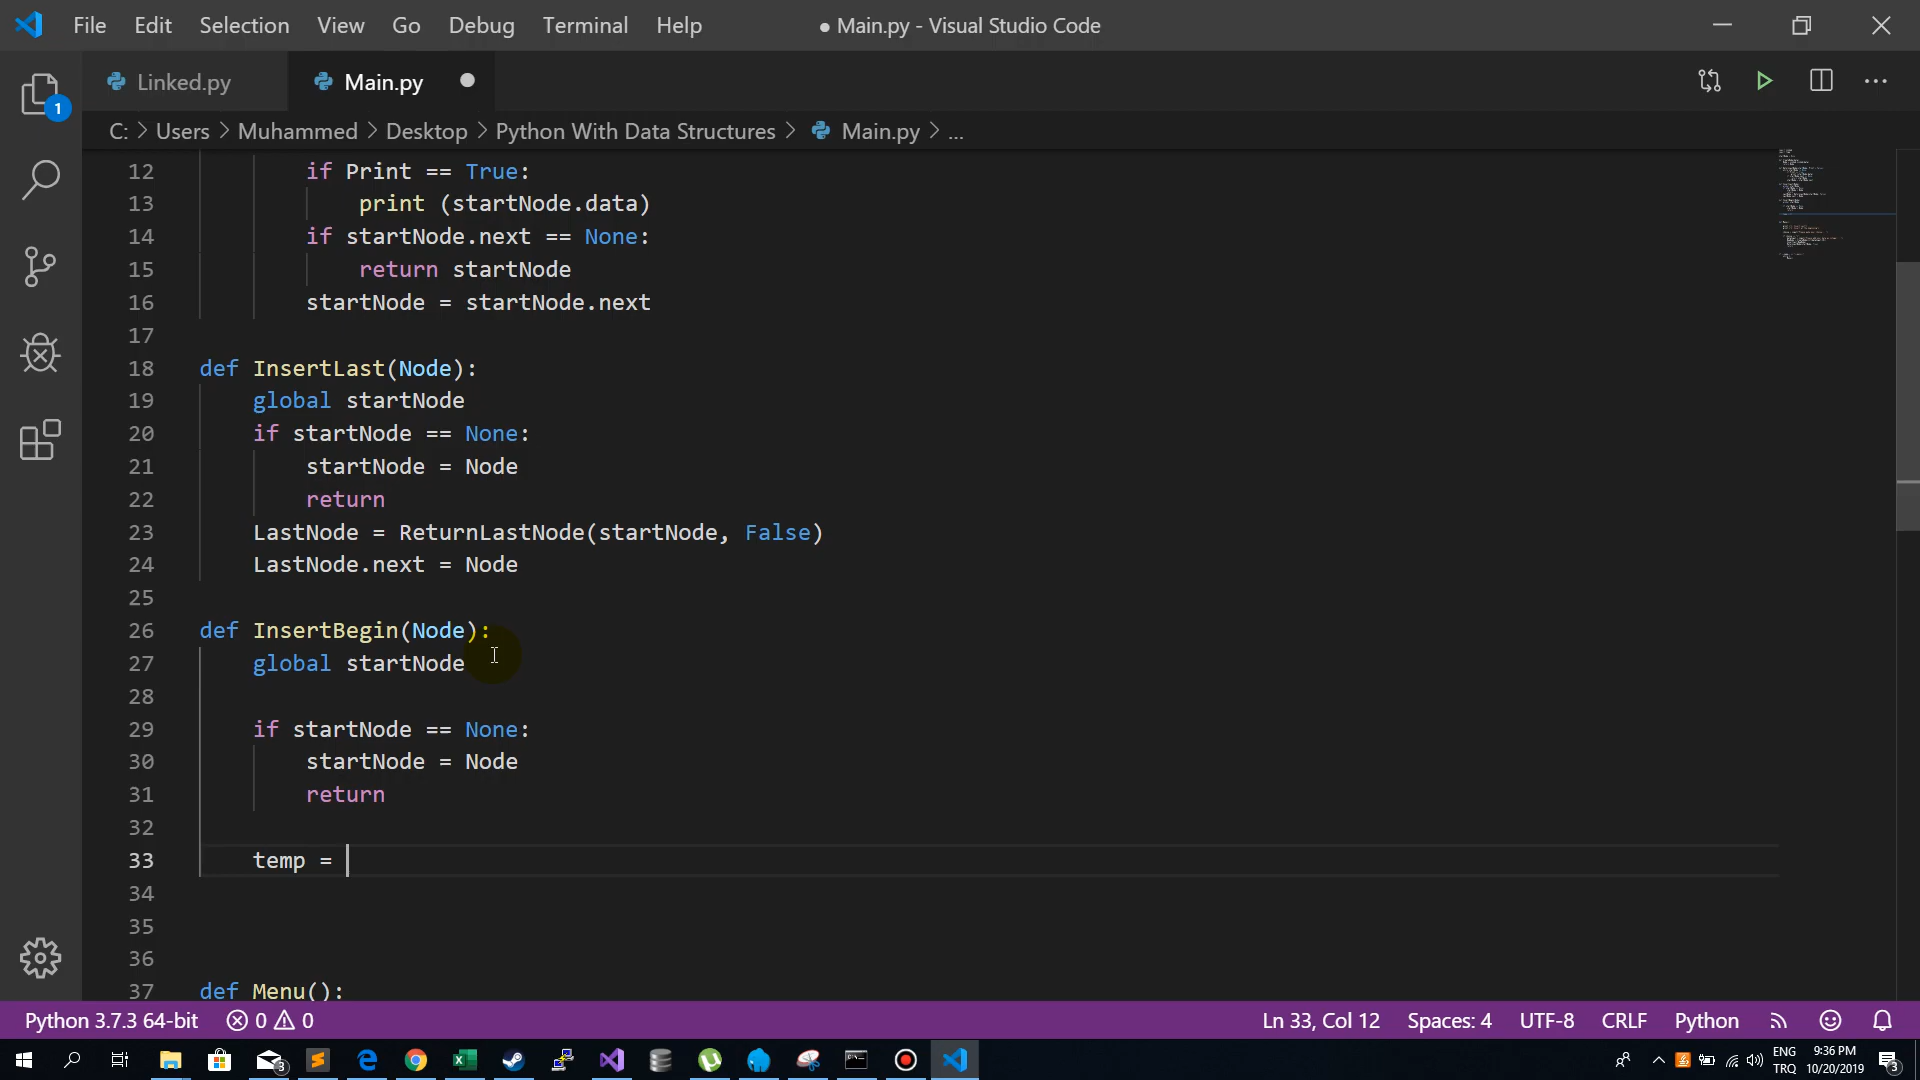 File Edit Selection View Go Debug Terminal Help ● Main.py - Visual Studio Code
Linked.py Main.py ●
C: > Users > Muhammed > Desktop > Python With Data Structures > Main.py > ...
1
12 if Print == True:
13 print (startNode.data)
14 if startNode.next == None:
15 return startNode
16 startNode = startNode.next
17
18 def InsertLast(Node):
19 global startNode
20 if startNode == None:
21 startNode = Node
22 return
23 LastNode = ReturnLastNode(startNode, False)
24 LastNode.next = Node
25
26 def InsertBegin(Node):
27 global startNode
28
29 if startNode == None:
30 startNode = Node
31 return
32
33 temp =
34
35
36
37 def Menu():
Python 3.7.3 64-bit 0 0 Ln 33, Col 12 Spaces: 4 UTF-8 CRLF Python
3 ENG 9:36 PM
TRQ 10/20/2019 3